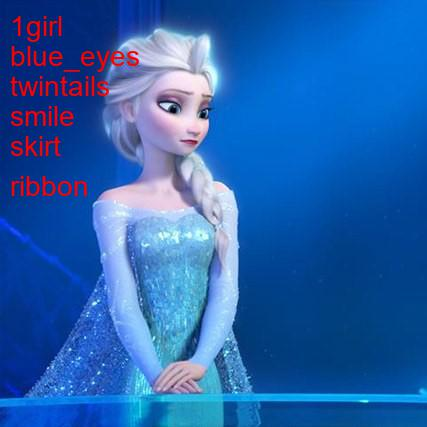 1girl
blue_eyes
twintails
smile
skirt
ribbon